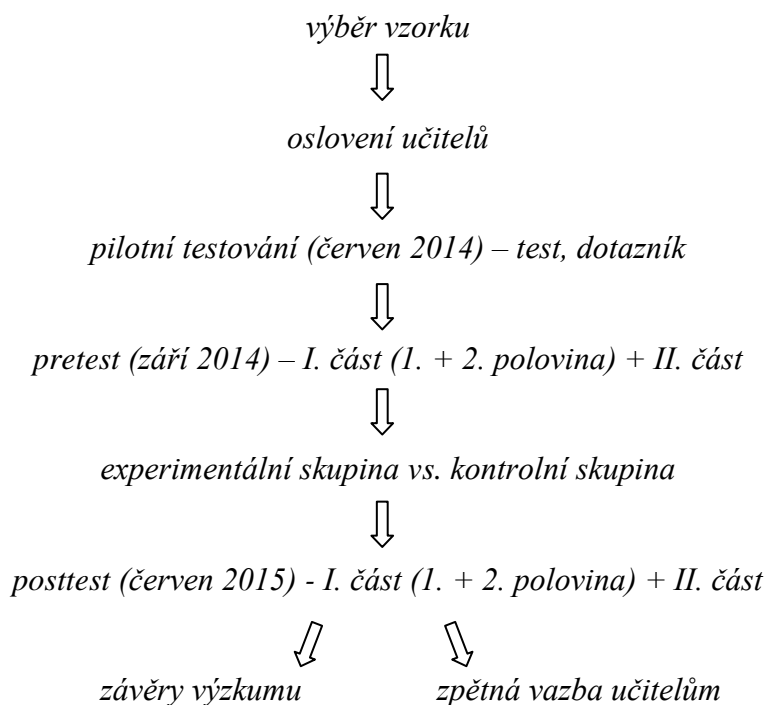 výběr vzorku
oslovení učitelů
pilotní testování (červen 2014) – test, dotazník
pretest (září 2014) – I. část (1. + 2. polovina) + II. část
experimentální skupina vs. kontrolní skupina
posttest (červen 2015) - I. část (1. + 2. polovina) + II. část
závěry výzkumu zpětná vazba učitelům